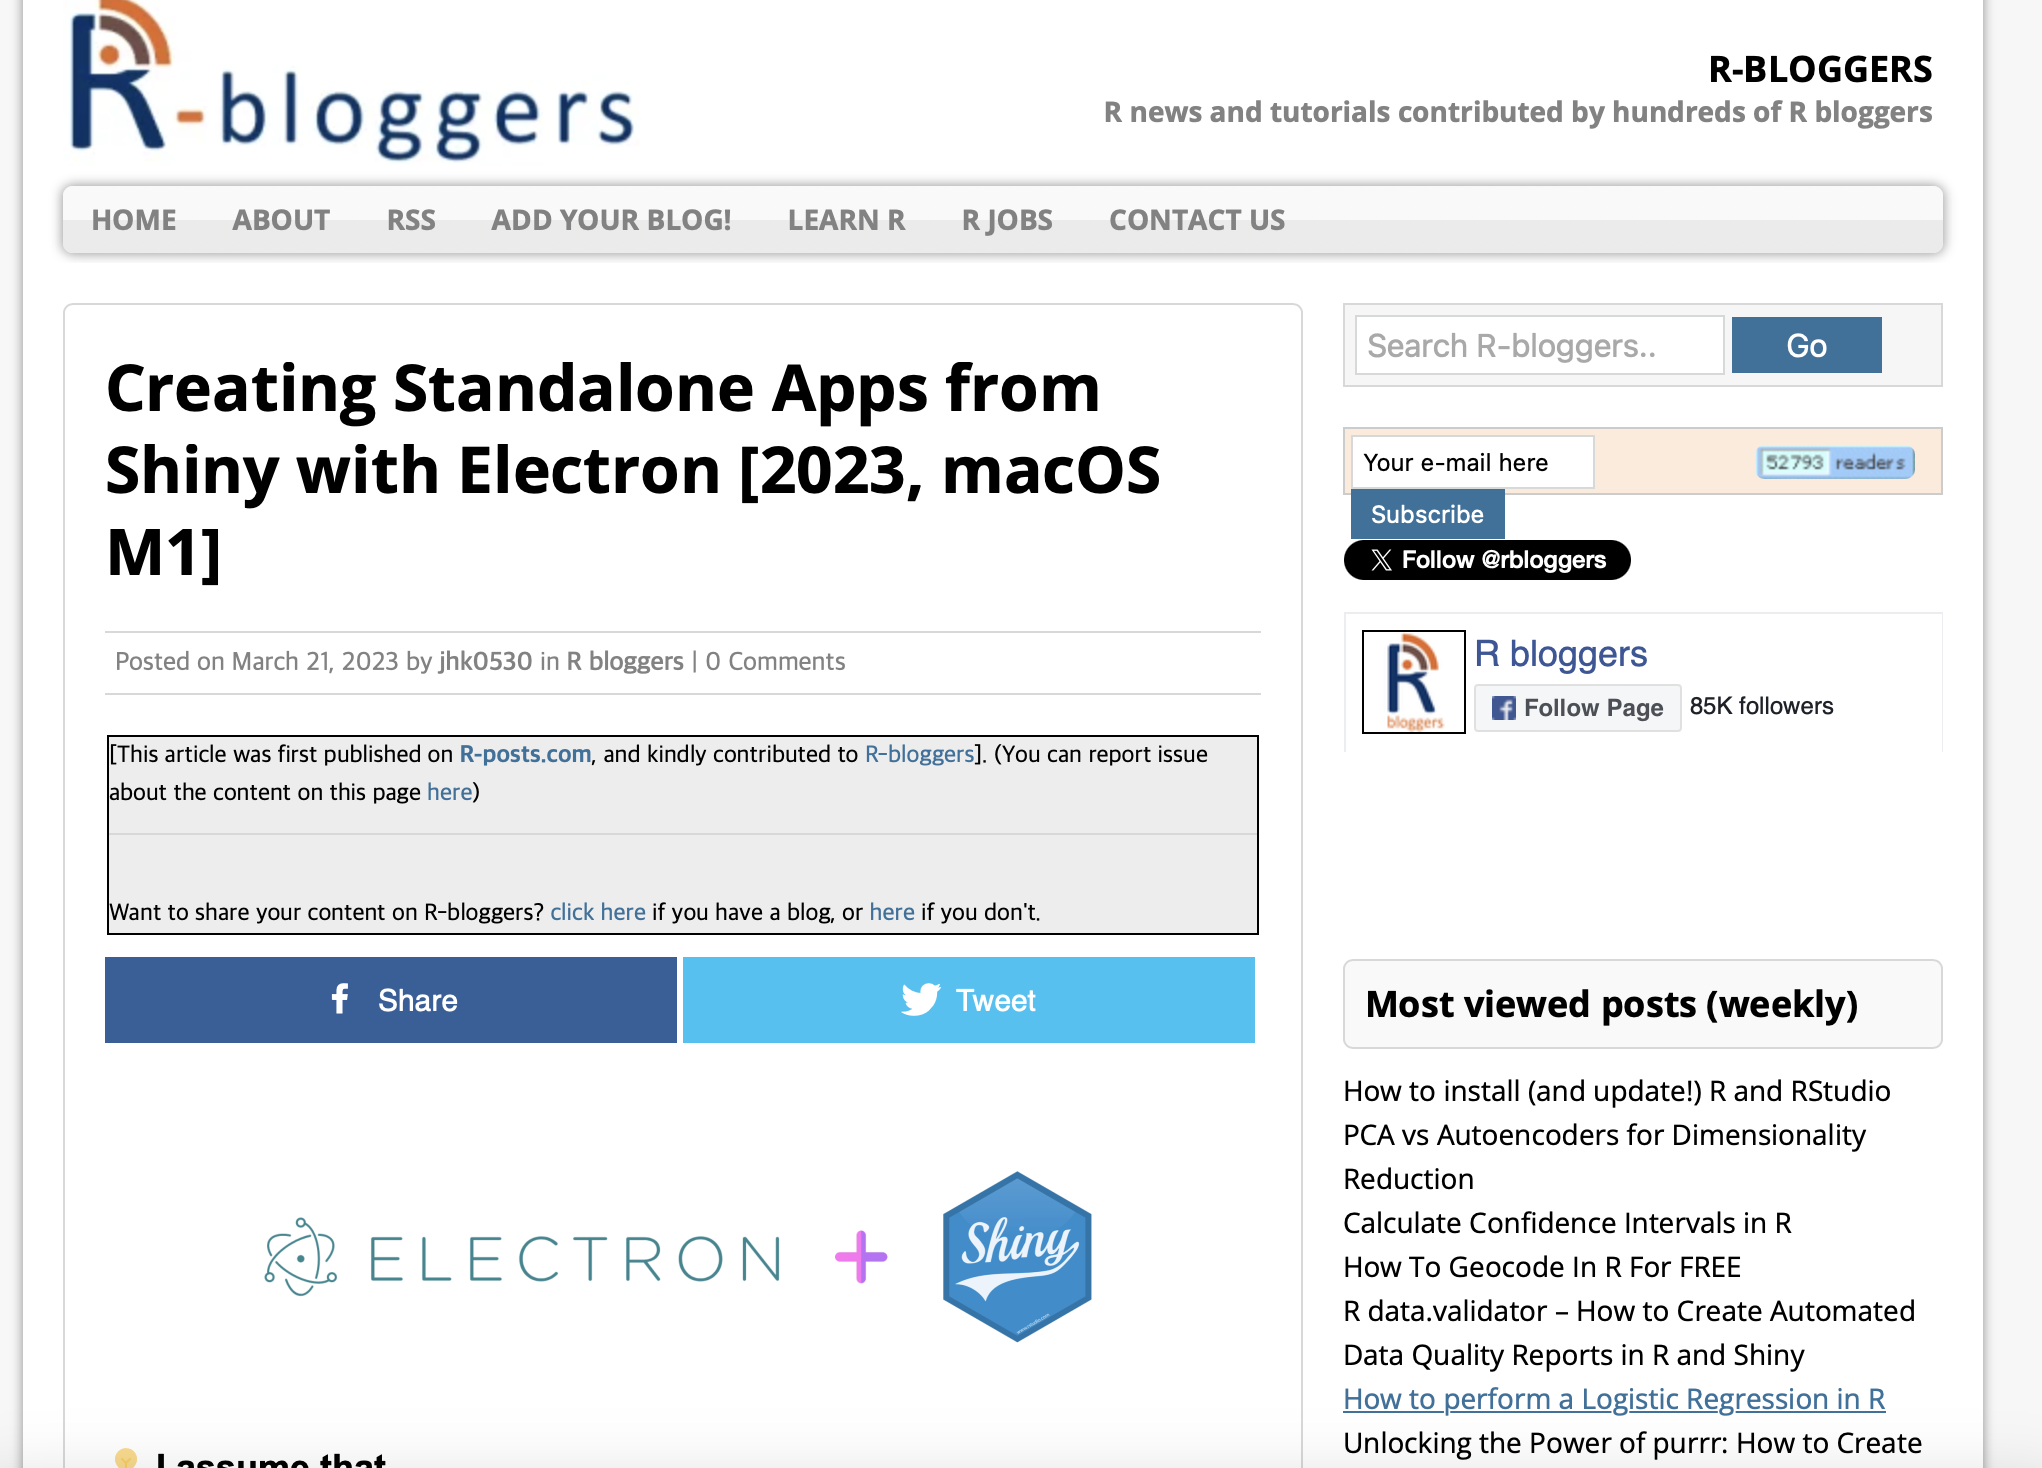 R-bloggers
R-BLOGGERS
R news and tutorials contributed by hundreds of R bloggers
HOME ABOUT RSS ADD YOUR BLOG! LEARN R R JOBS CONTACT US
Creating Standalone Apps from
Shiny with Electron [2023, macOS
M1]
Posted on March 21, 2023 by jhk0530 in R bloggers | 0 Comments
[This article was first published on R-posts.com, and kindly contributed to R-bloggers]. (You can report issue
about the content on this page here)
Want to share your content on R-bloggers? click here if you have a blog, or here if you don't.
Share
Tweet
ELECTRON
Shiny
I assume that
Search R-bloggers..
Go
Your e-mail here
52793 readers
Subscribe
Follow @rbloggers
R bloggers
bloggers
Follow Page
85K followers
Most viewed posts (weekly)
How to install (and update!) R and RStudio
PCA vs Autoencoders for Dimensionality
Reduction
Calculate Confidence Intervals in R
How To Geocode In R For FREE
R data.validator – How to Create Automated
Data Quality Reports in R and Shiny
How to perform a Logistic Regression in R
Unlocking the Power of purrr: How to Create